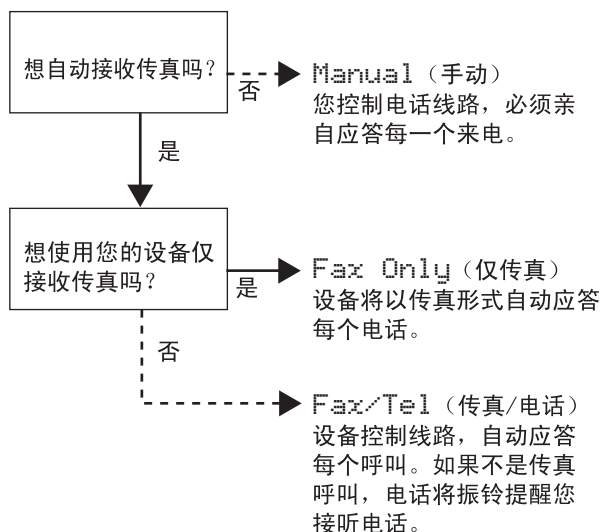 想自动接收传真吗？
否
Manual（手动）
您控制电话线路，必须亲
自应答每一个来电。
是
想使用您的设备仅
接收传真吗？
是
Fax Only（仅传真）
设备将以传真形式自动应答
每个电话。
否
Fax/Tel（传真/电话）
设备控制线路，自动应答
每个呼叫。如果不是传真
呼叫，电话将振铃提醒您
接听电话。